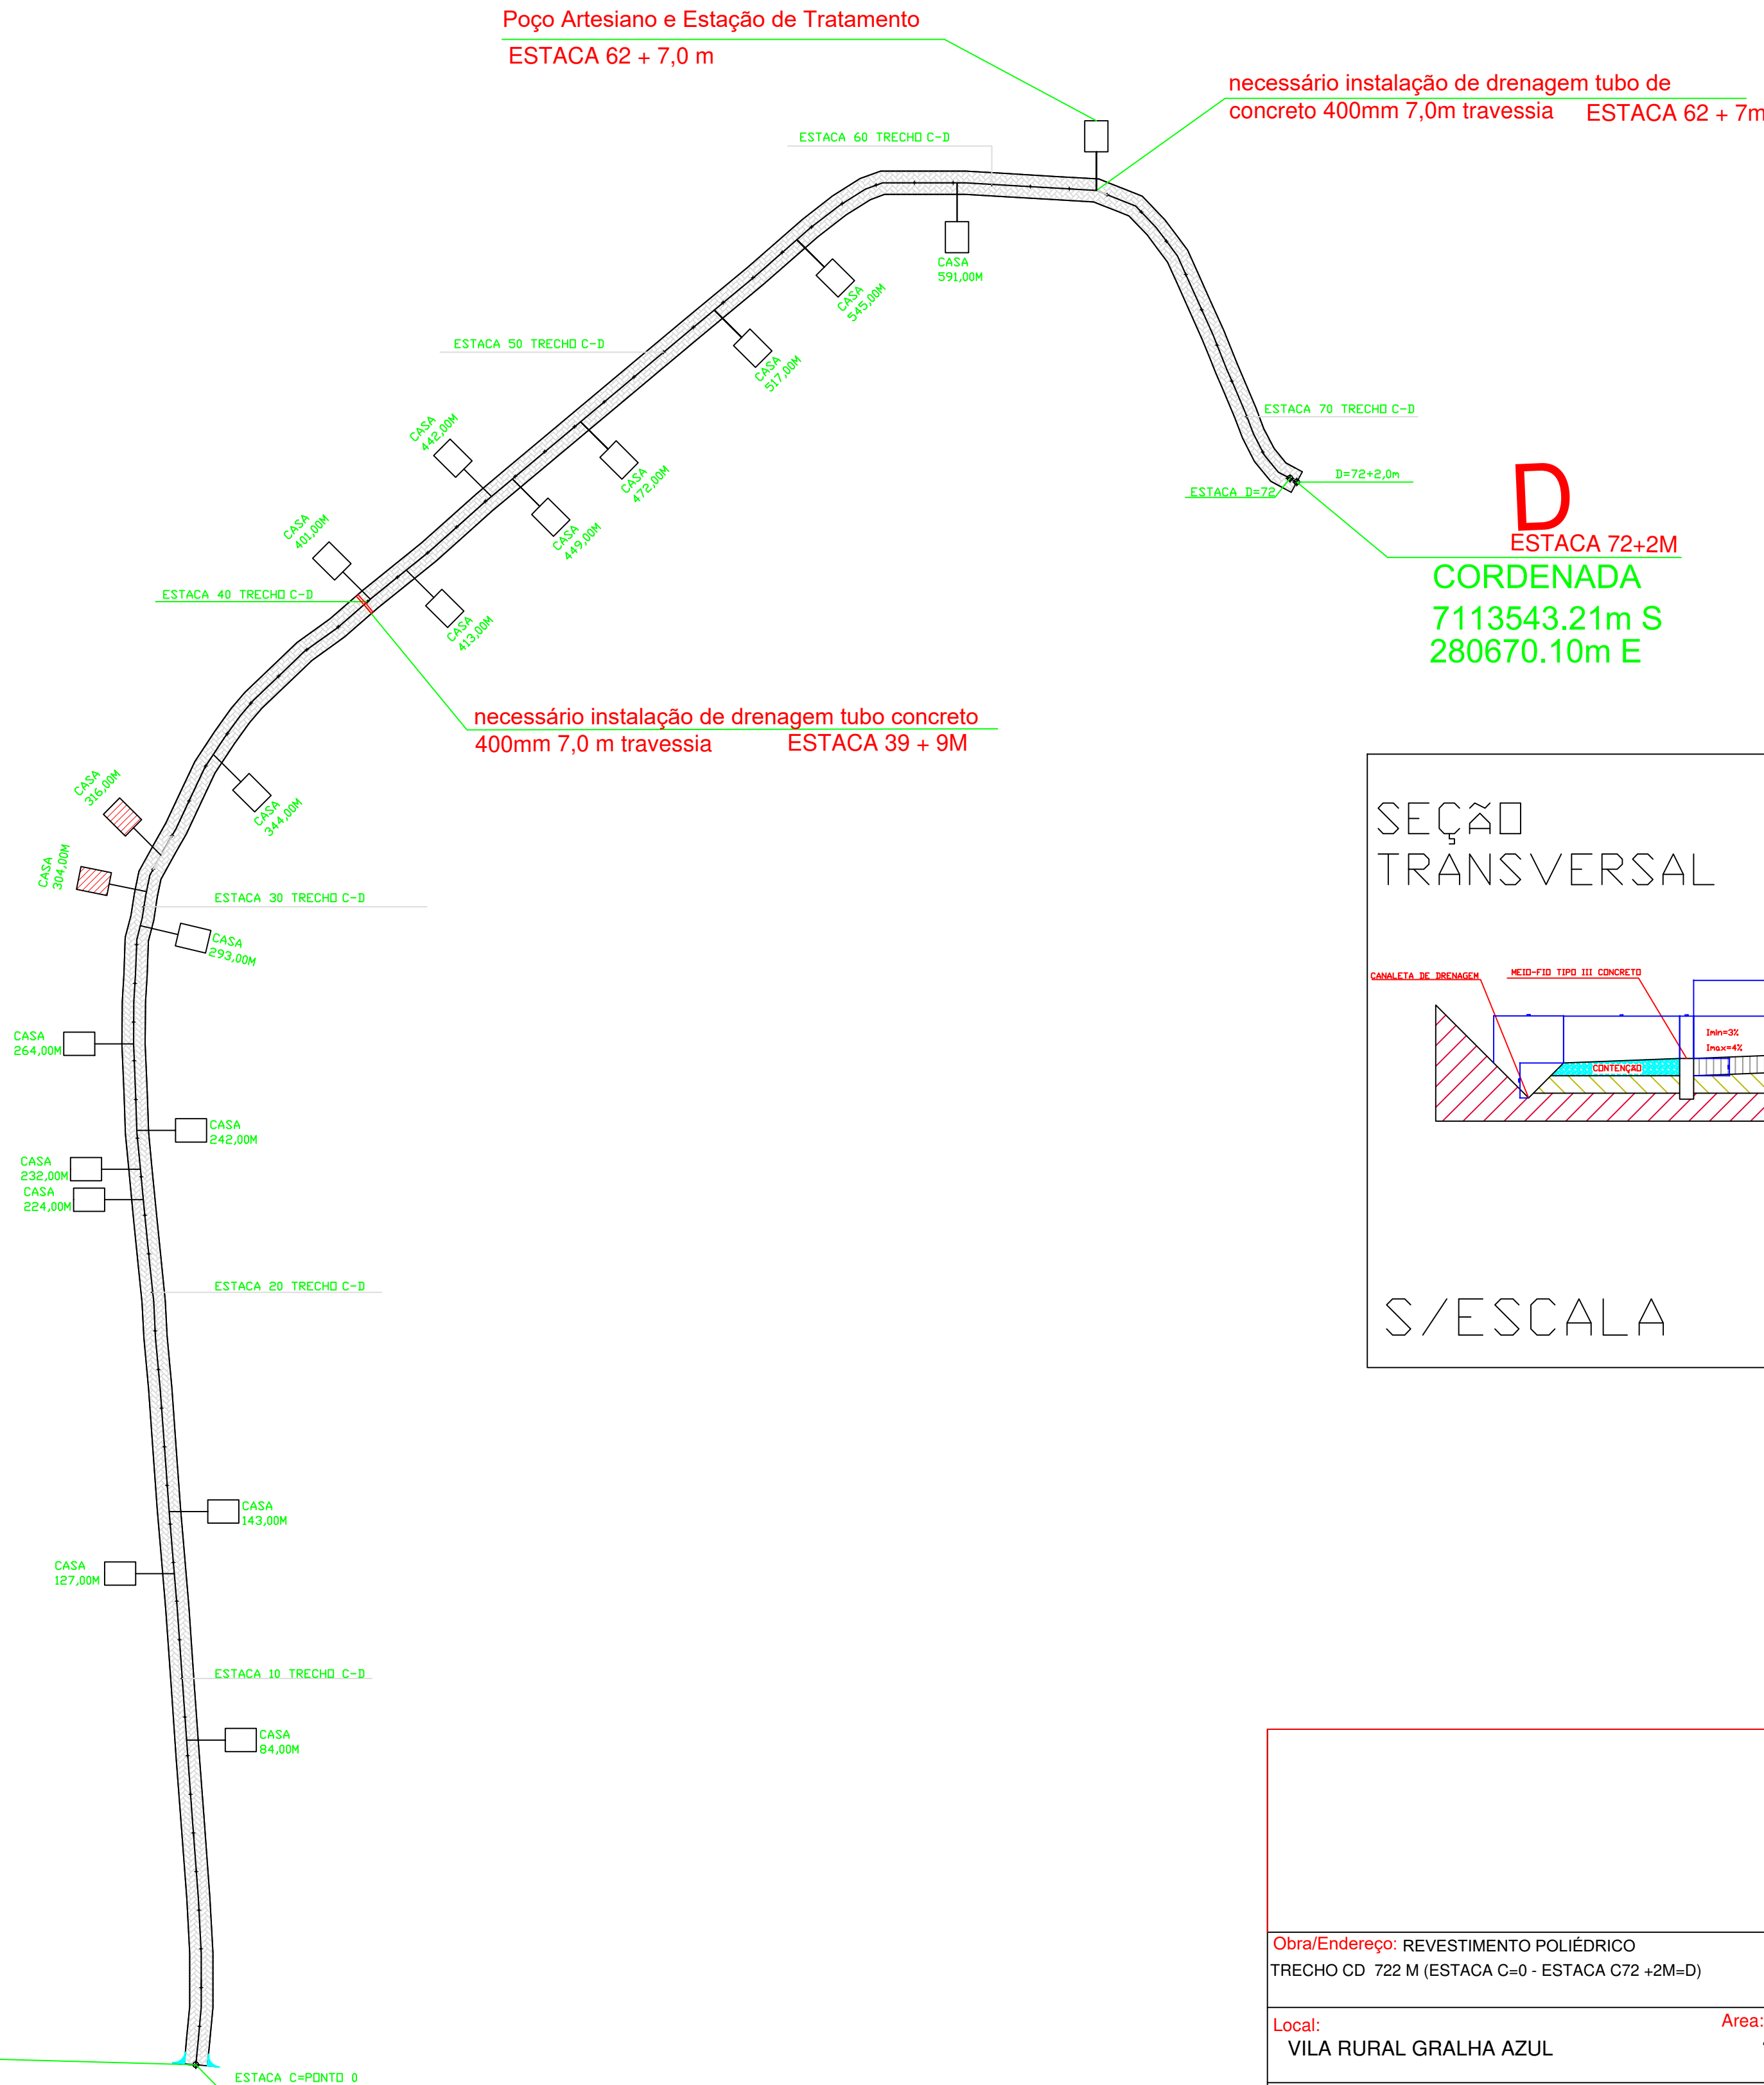 Poço Artesiano e Estação de Tratamento
ESTACA 62 + 7,0 m
necessário instalação de drenagem tubo de
concreto 400mm 7,0m travessia ESTACA 62 + 7m
ESTACA 60 TRECHO C-D
CASA
591,00M
CASA
545,00M
ESTACA 50 TRECHO C-D
CASA
517,00M
ESTACA 70 TRECHO C-D
CASA
442,00M
CASA
472,00M
D=72+2,0m
ESTACA D=72
D
ESTACA 72+2M
CORDENADA
7113543.21m S
280670.10m E
CASA
401,00M
CASA
449,00M
ESTACA 40 TRECHO C-D
CASA
413,00M
necessário instalação de drenagem tubo concreto
400mm 7,0 m travessia ESTACA 39 + 9M
CASA
316,00M
CASA
344,00M
CASA
304,00M
ESTACA 30 TRECHO C-D
CASA
293,00M
SEÇÃO
TRANSVERSAL
CANALETA DE DRENAGEM
MEIO-FIO TIPO III CONCRETO
Imin=3%
Imax=4%
CONTENÇÃO
CASA
264,00M
CASA
242,00M
CASA
232,00M
CASA
224,00M
ESTACA 20 TRECHO C-D
S/ESCALA
CASA
143,00M
CASA
127,00M
ESTACA 10 TRECHO C-D
CASA
84,00M
Obra/Endereço: REVESTIMENTO POLIÉDRICO
TRECHO CD 722 M (ESTACA C=0 - ESTACA C72 +2M=D)
Local:
VILA RURAL GRALHA AZUL
Area:
ESTACA C=PONTO 0